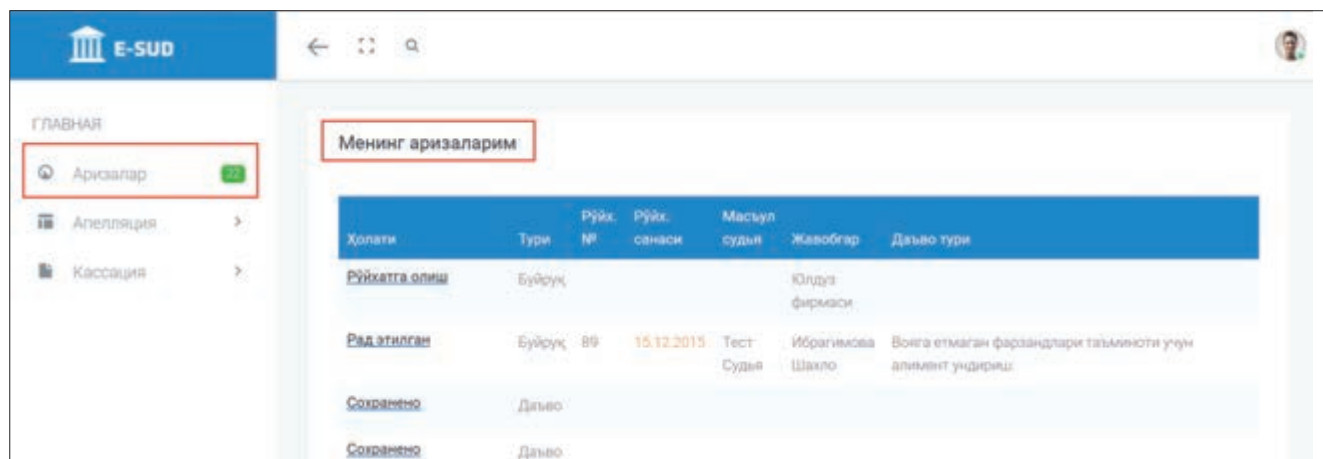 E-SUD
ГЛАВНАЯ
Аризалар 22
Апелляция
Кассация
Менинг аризаларим
Ҳолати Тури Рўйх. № Рўйх. санаси Масъул судья Жавобгар Даъво тури
Рўйхатга олиш Буйруқ Юлдуз фирмаси
Рад этилган Буйруқ 89 15.12.2015 Тест Судья Ибрагимова Шахло Вояга етмаган фарзандлари таъминоти учун алимент ундириш
Сохранено Даъво
Сохранено Даъво